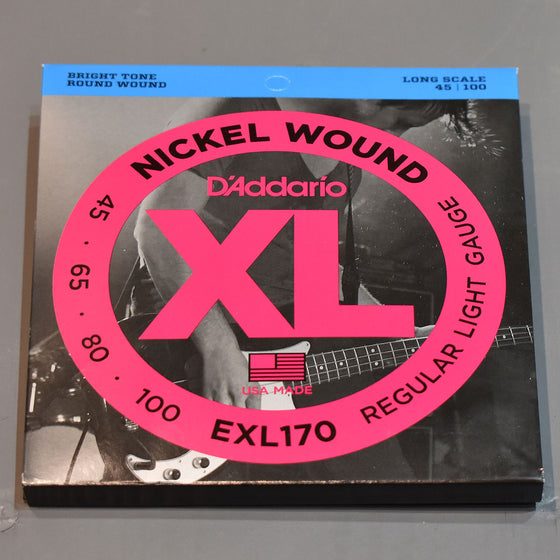 BRIGHT TONE
ROUND WOUND
LONG SCALE
45 | 100
NICKEL WOUND
D'Addario
XL
USA MADE
45 • 65 • 80 • 100
EXL170
REGULAR LIGHT GAUGE